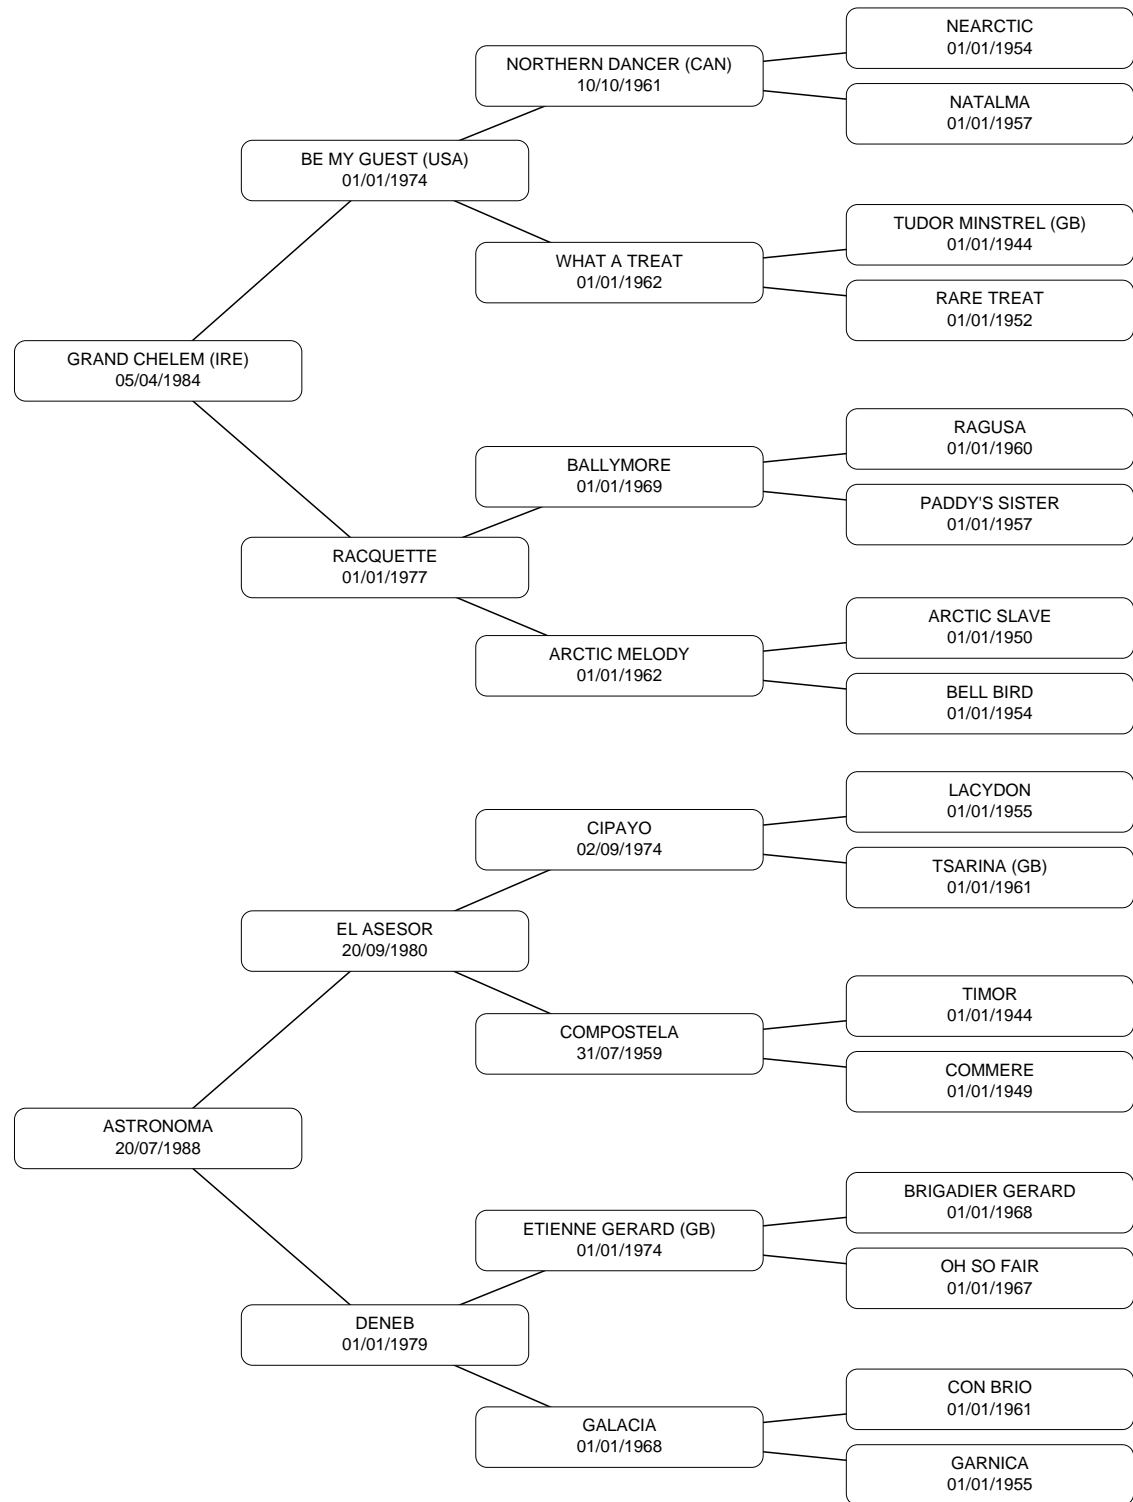 NEARCTIC
01/01/1954
NORTHERN DANCER (CAN)
10/10/1961
NATALMA
01/01/1957
BE MY GUEST (USA)
01/01/1974
TUDOR MINSTREL (GB)
01/01/1944
WHAT A TREAT
01/01/1962
RARE TREAT
01/01/1952
GRAND CHELEM (IRE)
05/04/1984
RAGUSA
01/01/1960
BALLYMORE
01/01/1969
PADDY'S SISTER
01/01/1957
RACQUETTE
01/01/1977
ARCTIC SLAVE
01/01/1950
ARCTIC MELODY
01/01/1962
BELL BIRD
01/01/1954
LACYDON
01/01/1955
CIPAYO
02/09/1974
TSARINA (GB)
01/01/1961
EL ASESOR
20/09/1980
TIMOR
01/01/1944
COMPOSTELA
31/07/1959
COMMERE
01/01/1949
ASTRONOMA
20/07/1988
BRIGADIER GERARD
01/01/1968
ETIENNE GERARD (GB)
01/01/1974
OH SO FAIR
01/01/1967
DENEB
01/01/1979
CON BRIO
01/01/1961
GALACIA
01/01/1968
GARNICA
01/01/1955